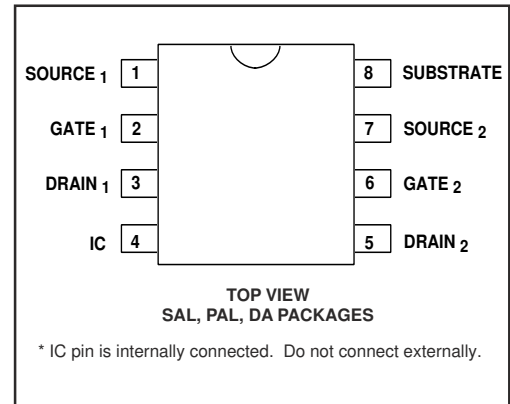 SOURCE 1 1 8 SUBSTRATE
GATE 1 2 7 SOURCE 2
DRAIN 1 3 6 GATE 2
IC 4 5 DRAIN 2
TOP VIEW
SAL, PAL, DA PACKAGES
* IC pin is internally connected. Do not connect externally.